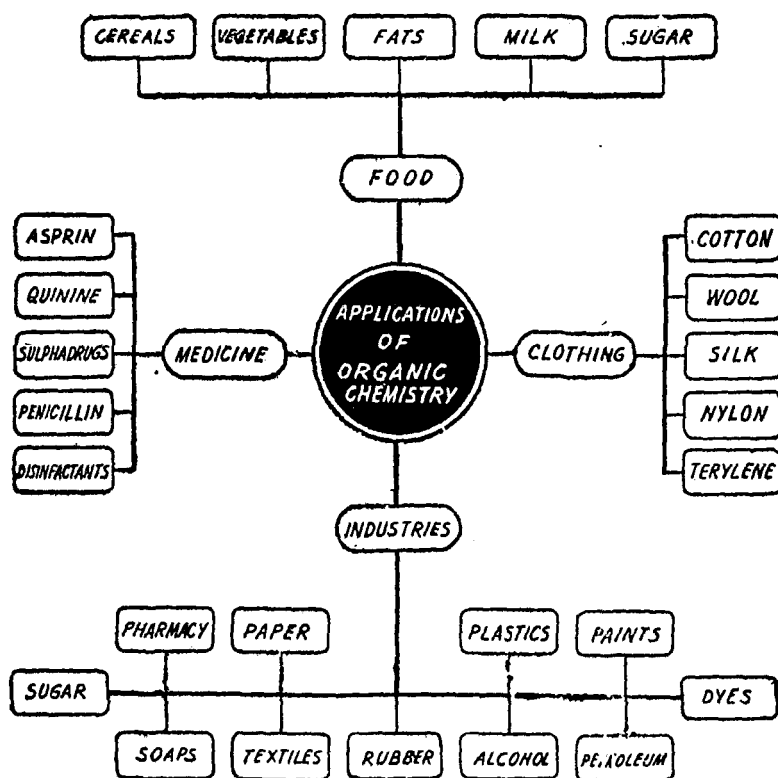 CEREALS
VEGETABLES
FATS
MILK
SUGAR
FOOD
ASPRIN
QUININE
SULPHADRUGS
PENICILLIN
DISINFACTANTS
MEDICINE
APPLICATIONS
OF
ORGANIC
CHEMISTRY
CLOTHING
COTTON
WOOL
SILK
NYLON
TERYLENE
INDUSTRIES
PHARMACY
PAPER
PLASTICS
PAINTS
SUGAR
DYES
SOAPS
TEXTILES
RUBBER
ALCOHOL
PETROLEUM